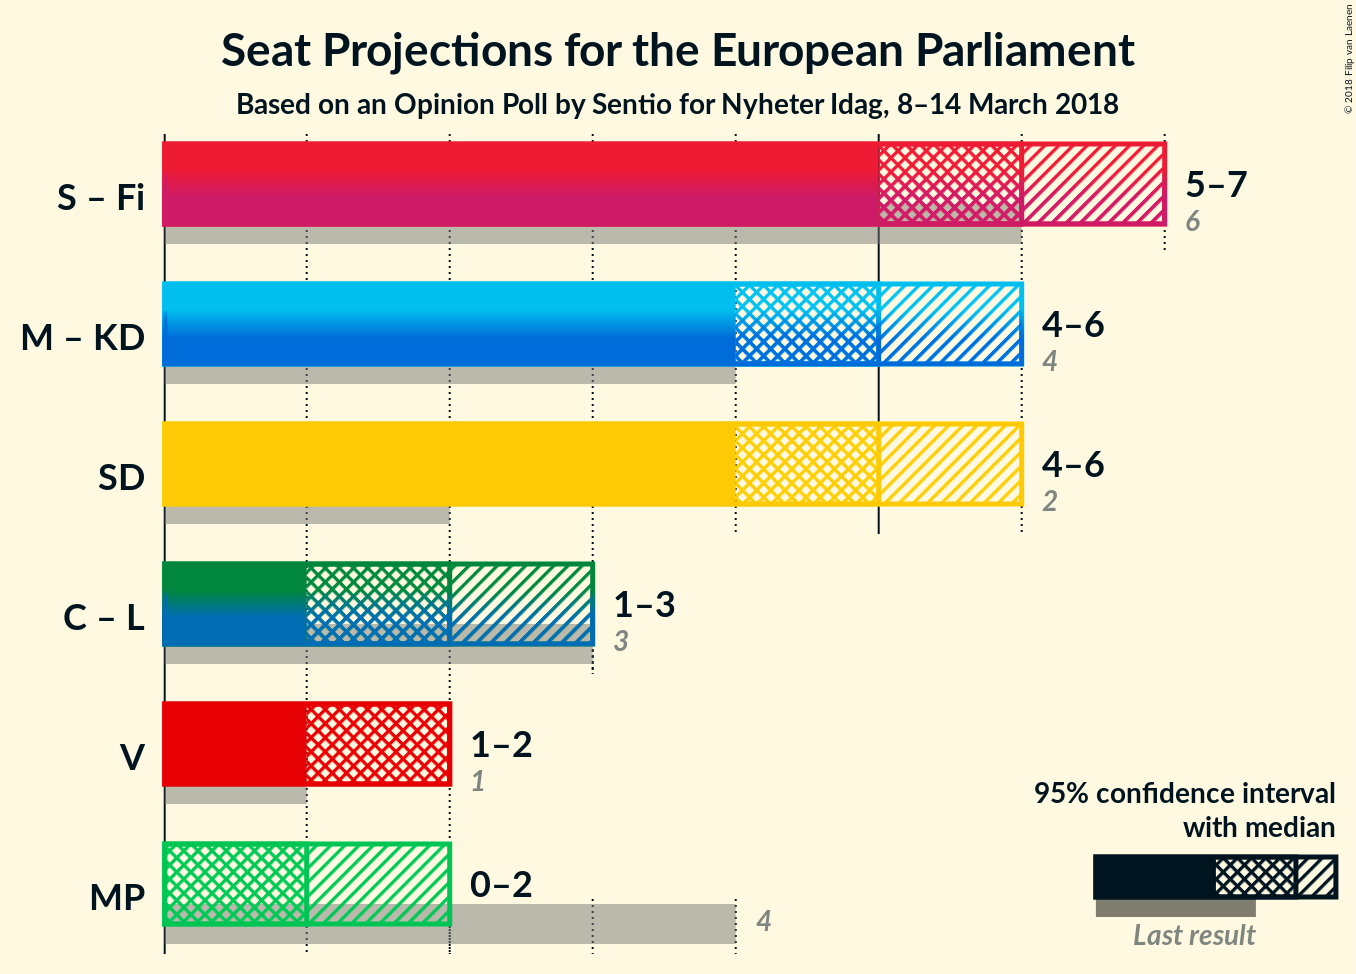 Seat Projections for the European Parliament
Based on an Opinion Poll by Sentio for Nyheter Idag, 8–14 March 2018
© 2018 Filip van Laenen
S – Fi
5–7
6
M – KD
4–6
4
SD
4–6
2
C – L
1–3
3
V
1–2
1
MP
0–2
4
95% confidence interval
with median
Last result